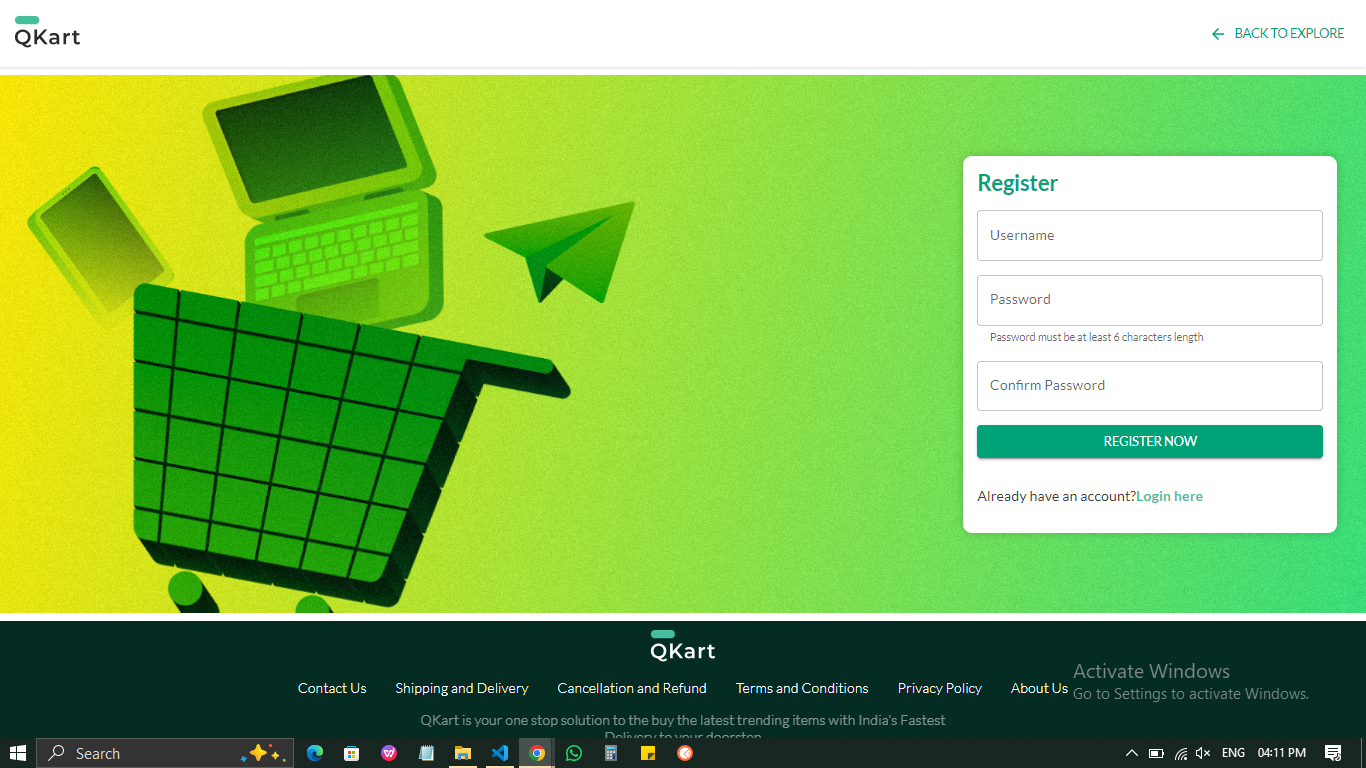 QKart
BACK TO EXPLORE
Register
Username
Password
Password must be at least 6 characters length
Confirm Password
REGISTER NOW
Already have an account?Login here
QKart
Contact Us Shipping and Delivery Cancellation and Refund Terms and Conditions Privacy Policy About Us
QKart is your one stop solution to the buy the latest trending items with India's Fastest
Delivery to your doorstep
Activate Windows
Go to Settings to activate Windows.
Search
ENG 04:11 PM